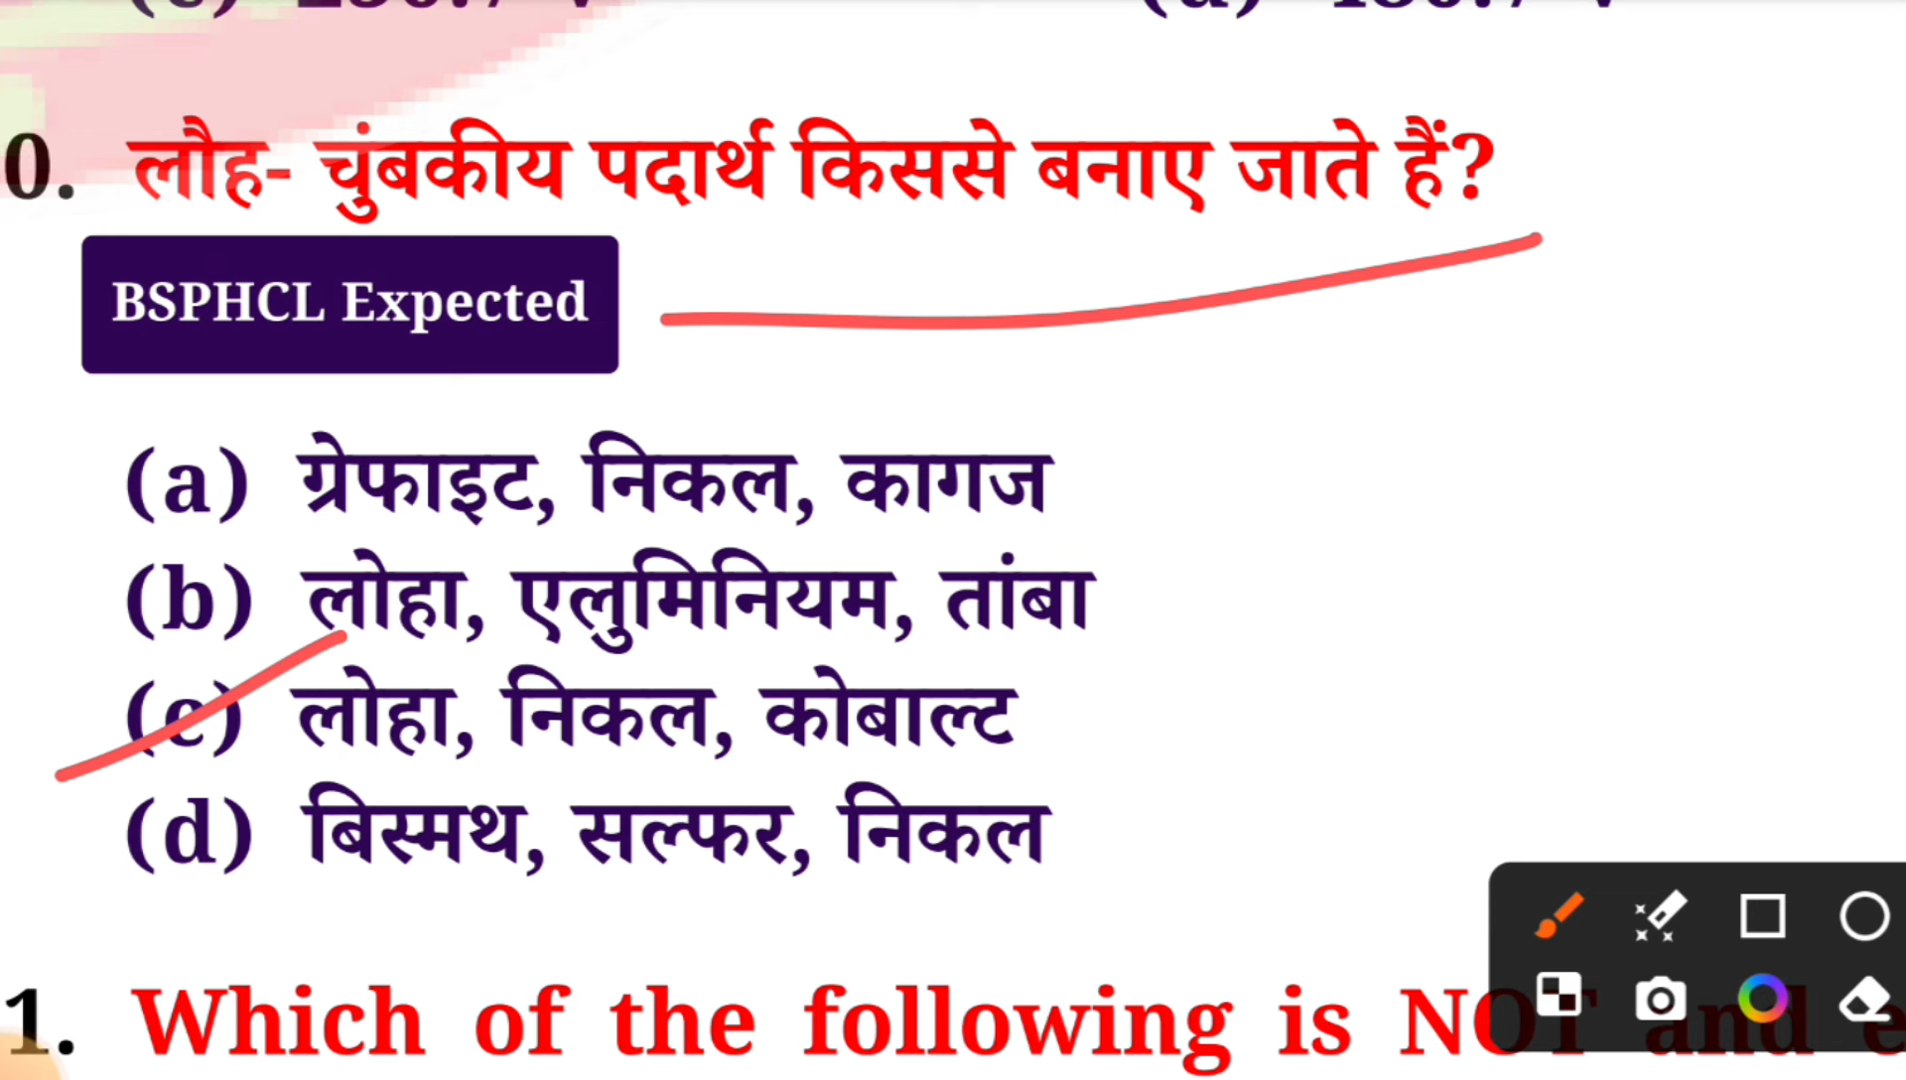 0. लौह- चुंबकीय पदार्थ किससे बनाए जाते हैं?
BSPHCL Expected
(a) ग्रेफाइट, निकल, कागज
(b) लोहा, एलुमिनियम, तांबा
(c) लोहा, निकल, कोबाल्ट
(d) बिस्मथ, सल्फर, निकल
1. Which of the following is NOT and